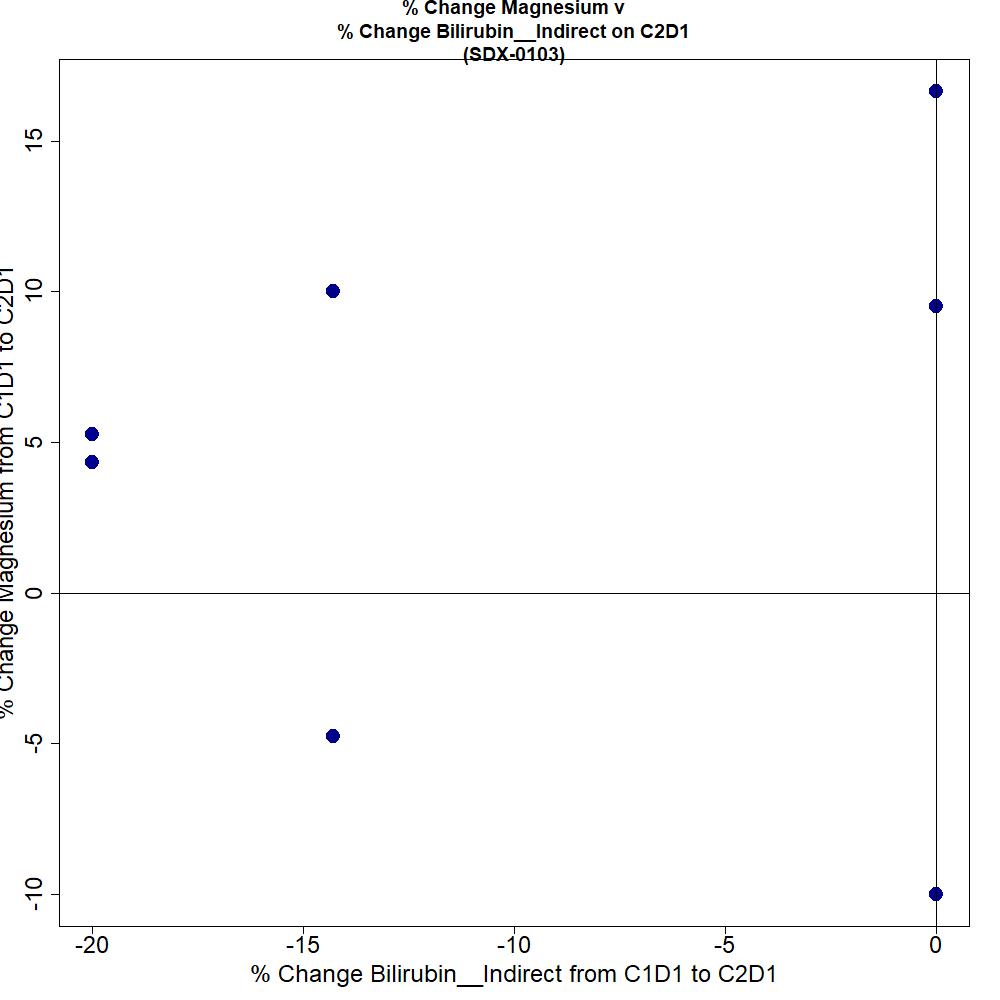 % Change Magnesium v
% Change Bilirubin__Indirect on C2D1
(SDX-0103)
% Change Magnesium from C1D1 to C2D1
15
10
5
0
-5
-10
-20
-15
-10
-5
0
% Change Bilirubin__Indirect from C1D1 to C2D1